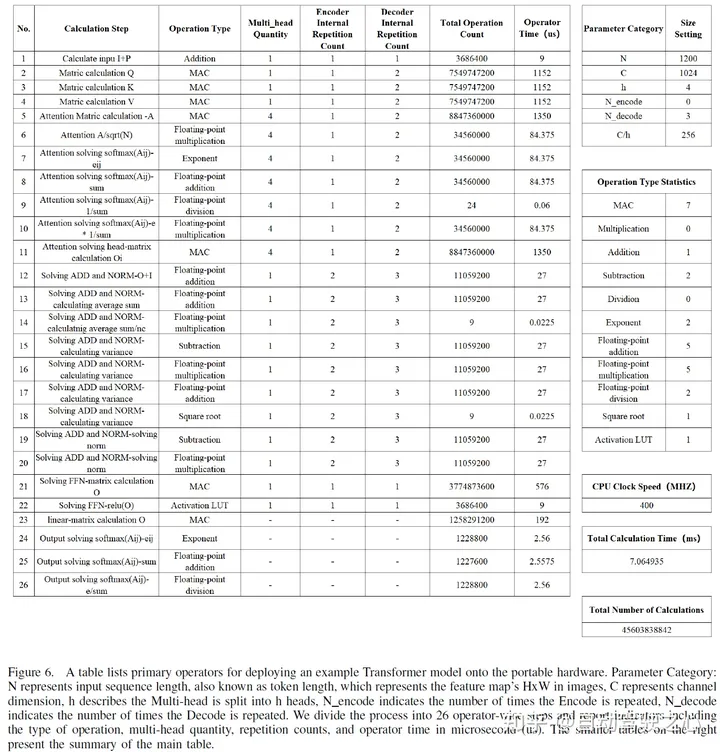 No. Calculation Step Operation Type Multi_head Quantity Encoder Internal Repetition Count Decoder Internal Repetition Count Total Operation Count Operator Time (us)
1 Calculate inpu I+P Addition 1 1 1 3686400 9
2 Matric calculation Q MAC 1 1 2 7549747200 1152
3 Matric calculation K MAC 1 1 2 7549747200 1152
4 Matric calculation V MAC 1 1 2 7549747200 1152
5 Attention Matric calculation -A MAC 4 1 2 8847360000 1350
6 Attention A/sqrt(N) Floating-point multiplication 4 1 2 34560000 84.375
7 Attention solving softmax(Aij)-eij Exponent 4 1 2 34560000 84.375
8 Attention solving softmax(Aij)-sum Floating-point addition 4 1 2 34560000 84.375
9 Attention solving softmax(Aij)-1/sum Floating-point division 4 1 2 24 0.06
10 Attention solving softmax(Aij)-e * 1/sum Floating-point multiplication 4 1 2 34560000 84.375
11 Attention solving head-matrix calculation Oi MAC 4 1 2 8847360000 1350
12 Solving ADD and NORM-O+I Floating-point addition 1 2 3 11059200 27
13 Solving ADD and NORM-calculating average sum Floating-point addition 1 2 3 11059200 27
14 Solving ADD and NORM-calculatnig average sum/nc Floating-point multiplication 1 2 3 9 0.0225
15 Solving ADD and NORM-calculating variance Subtraction 1 2 3 11059200 27
16 Solving ADD and NORM-calculating variance Floating-point multiplication 1 2 3 11059200 27
17 Solving ADD and NORM-calculating variance Floating-point addition 1 2 3 11059200 27
18 Solving ADD and NORM-calculating variance Square root 1 2 3 9 0.0225
19 Solving ADD and NORM-solving norm Subtraction 1 2 3 11059200 27
20 Solving ADD and NORM-solving norm Floating-point multiplication 1 2 3 11059200 27
21 Solving FFN-matrix calculation O MAC 1 1 1 3774873600 576
22 Solving FFN-relu(O) Activation LUT 1 1 1 3686400 9
23 linear-matrix calculation O MAC - - - 1258291200 192
24 Output solving softmax(Aij)-eij Exponent - - - 1228800 2.56
25 Output solving softmax(Aij)-sum Floating-point addition - - - 1227600 2.5575
26 Output solving softmax(Aij)-e/sum Floating-point division - - - 1228800 2.56
Parameter Category Size Setting
N 1200
C 1024
h 4
N_encode 0
N_decode 3
C/h 256
Operation Type Statistics
MAC 7
Multiplication 0
Addition 1
Subtraction 2
Dividion 0
Exponent 2
Floating-point addition 5
Floating-point multiplication 5
Floating-point division 2
Square root 1
Activation LUT 1
CPU Clock Speed (MHZ)
400
Total Calculation Time (ms)
7.064935
Total Number of Calculations
45603838842
Figure 6. A table lists primary operators for deploying an example Transformer model onto the portable hardware. Parameter Category:
N represents input sequence length, also known as token length, which represents the feature map's HxW in images, C represents channel
dimension, h describes the Multi-head is split into h heads, N_encode indicates the number of times the Encode is repeated, N_decode
indicates the number of times the Decode is repeated. We divide the process into 26 operator-wise steps and report indicators including
the type of operation, multi-head quantity, repetition counts, and operator time in microsecond (us). The smaller tables on the right
present the summary of the main table.
知乎 @自动驾驶之心